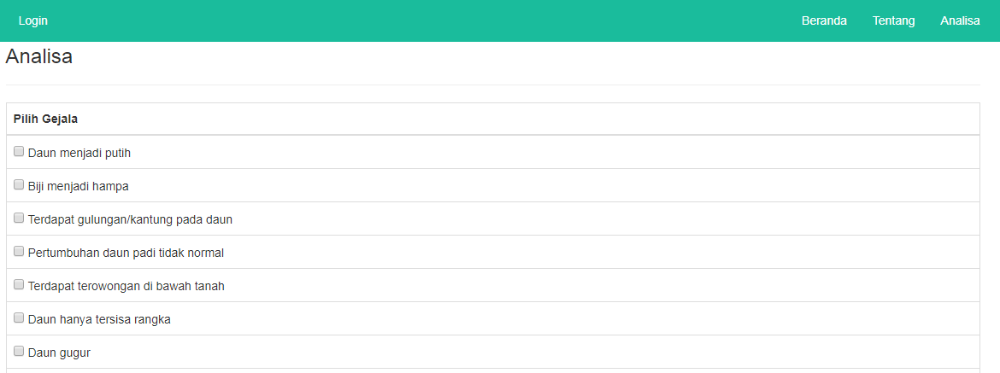 Login Beranda Tentang Analisa
Analisa
Pilih Gejala
Daun menjadi putih
Biji menjadi hampa
Terdapat gulungan/kantung pada daun
Pertumbuhan daun padi tidak normal
Terdapat terowongan di bawah tanah
Daun hanya tersisa rangka
Daun gugur